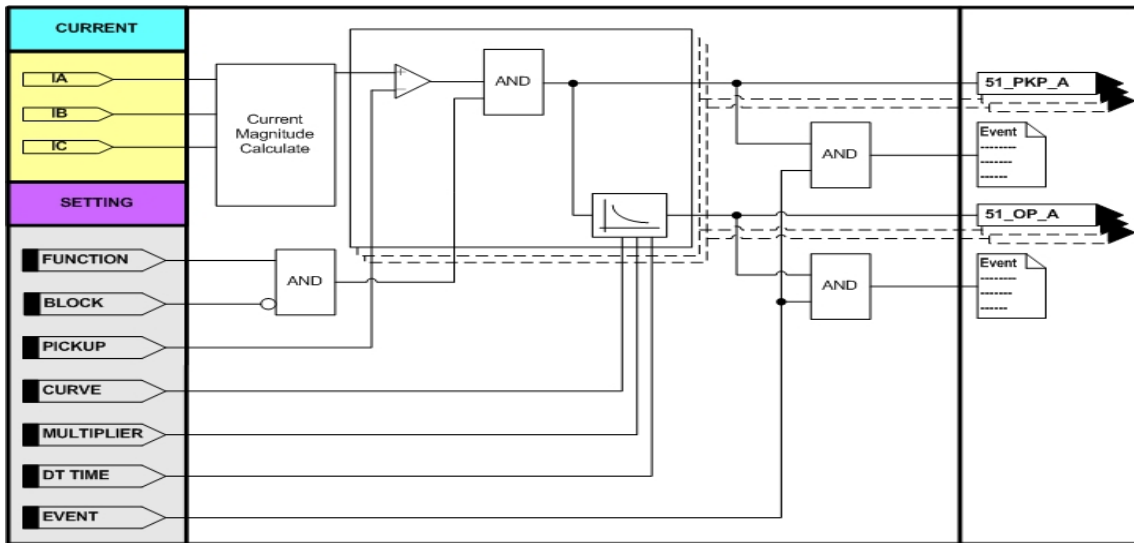 CURRENT
IA
IB
IC
SETTING
FUNCTION
BLOCK
PICKUP
CURVE
MULTIPLIER
DT TIME
EVENT
Current
Magnitude
Calculate
AND
AND
AND
AND
51_PKP_A
Event
51_OP_A
Event